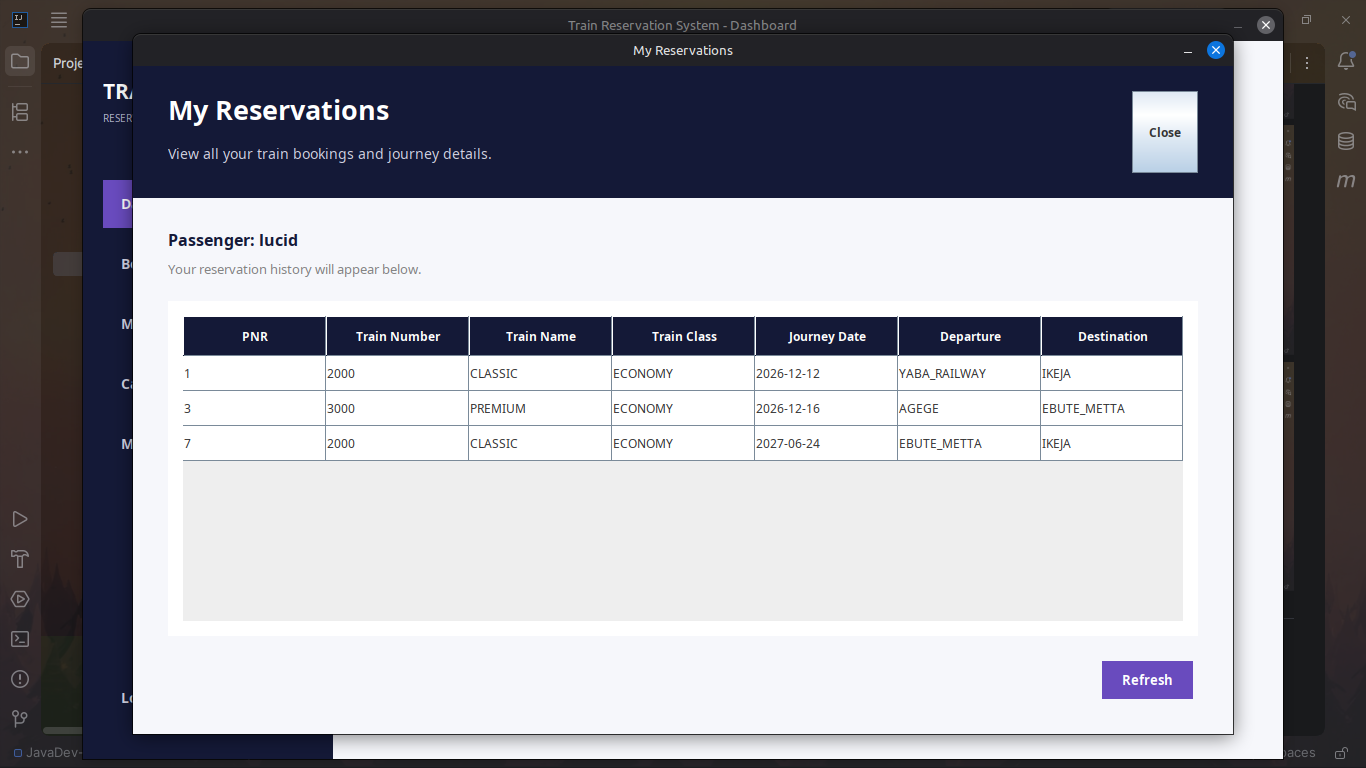 Train Reservation System - Dashboard
My Reservations
Proje
TRA
RESER
My Reservations
Close
View all your train bookings and journey details.
Passenger: lucid
Your reservation history will appear below.
PNR Train Number Train Name Train Class Journey Date Departure Destination
1 2000 CLASSIC ECONOMY 2026-12-12 YABA_RAILWAY IKEJA
3 3000 PREMIUM ECONOMY 2026-12-16 AGEGE EBUTE_METTA
7 2000 CLASSIC ECONOMY 2027-06-24 EBUTE_METTA IKEJA
Refresh
JavaDev-
paces